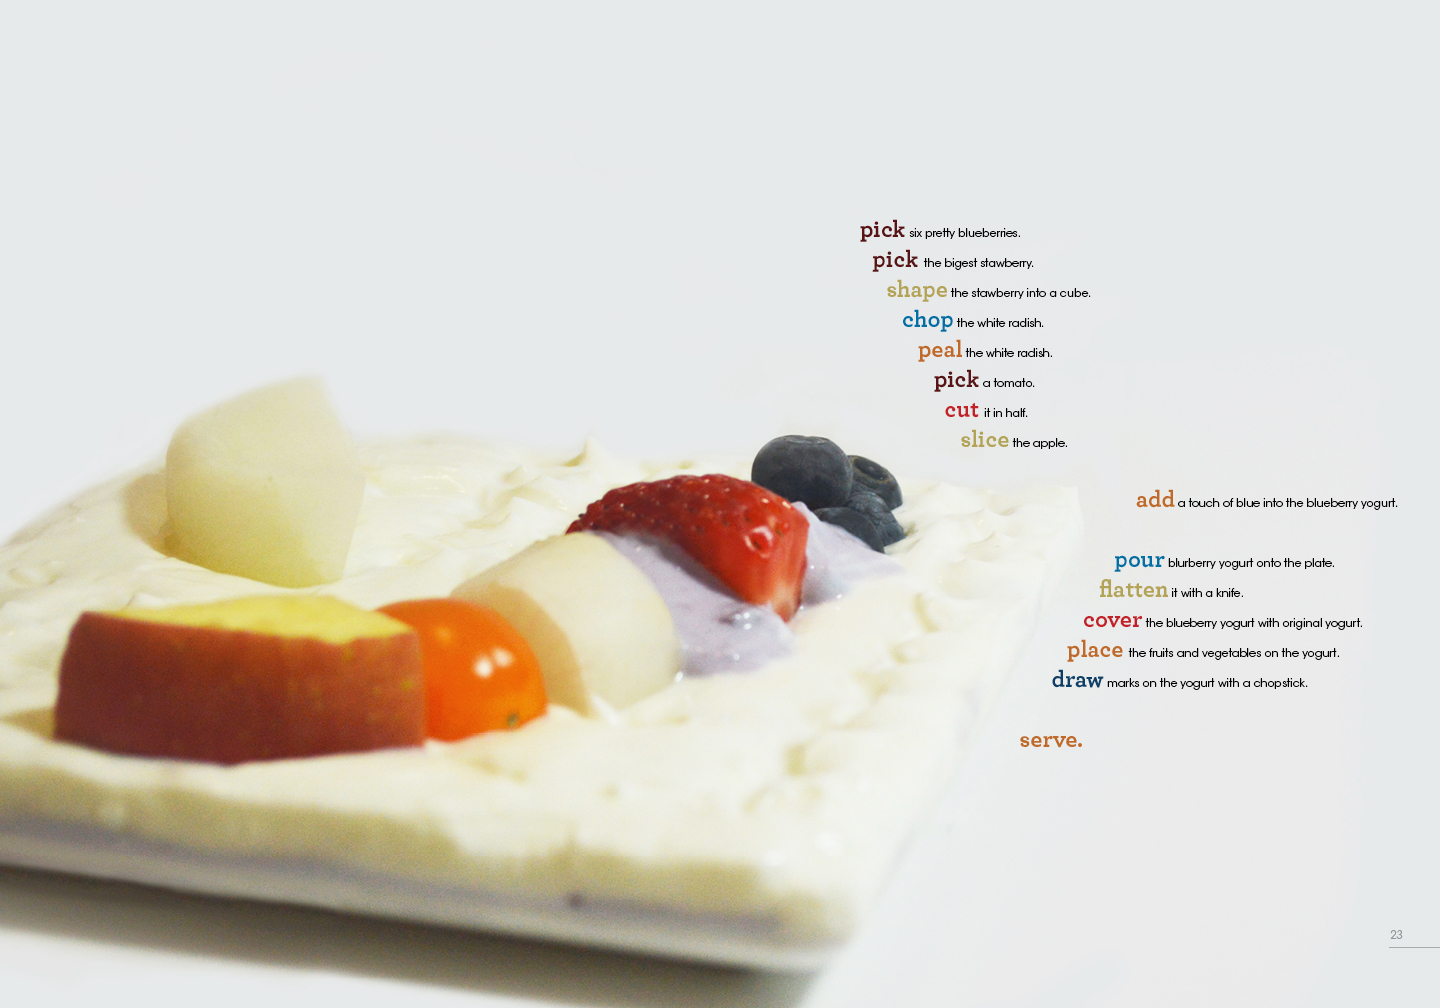 pick six pretty blueberries.
pick the bigest stawberry.
shape the stawberry into a cube.
chop the white radish.
peal the white radish.
pick a tomato.
cut it in half.
slice the apple.
add a touch of blue into the blueberry yogurt.
pour blurberry yogurt onto the plate.
flatten it with a knife.
cover the blueberry yogurt with original yogurt.
place the fruits and vegetables on the yogurt.
draw marks on the yogurt with a chopstick.
serve.
23